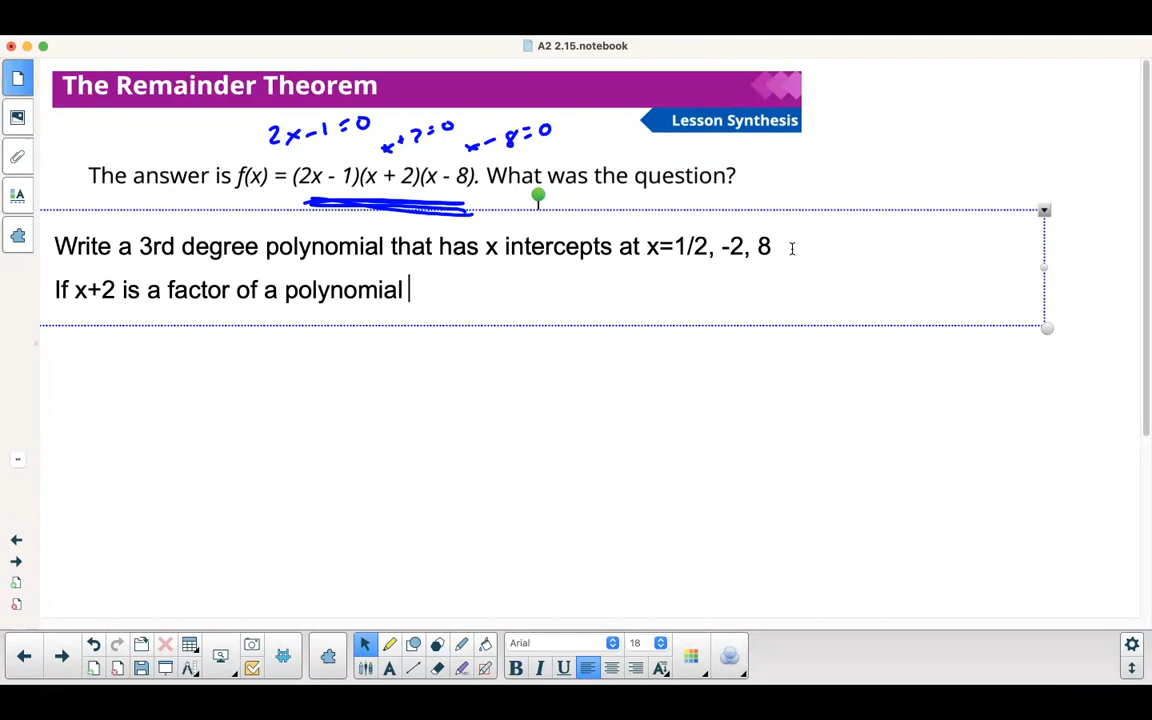 A2 2.15.notebook
The Remainder Theorem
Lesson Synthesis
2x-1=0 x+2=0 x-8=0
The answer is f(x) = (2x - 1)(x + 2)(x - 8). What was the question?
Write a 3rd degree polynomial that has x intercepts at x=1/2, -2, 8
If x+2 is a factor of a polynomial
Arial 18
B I U